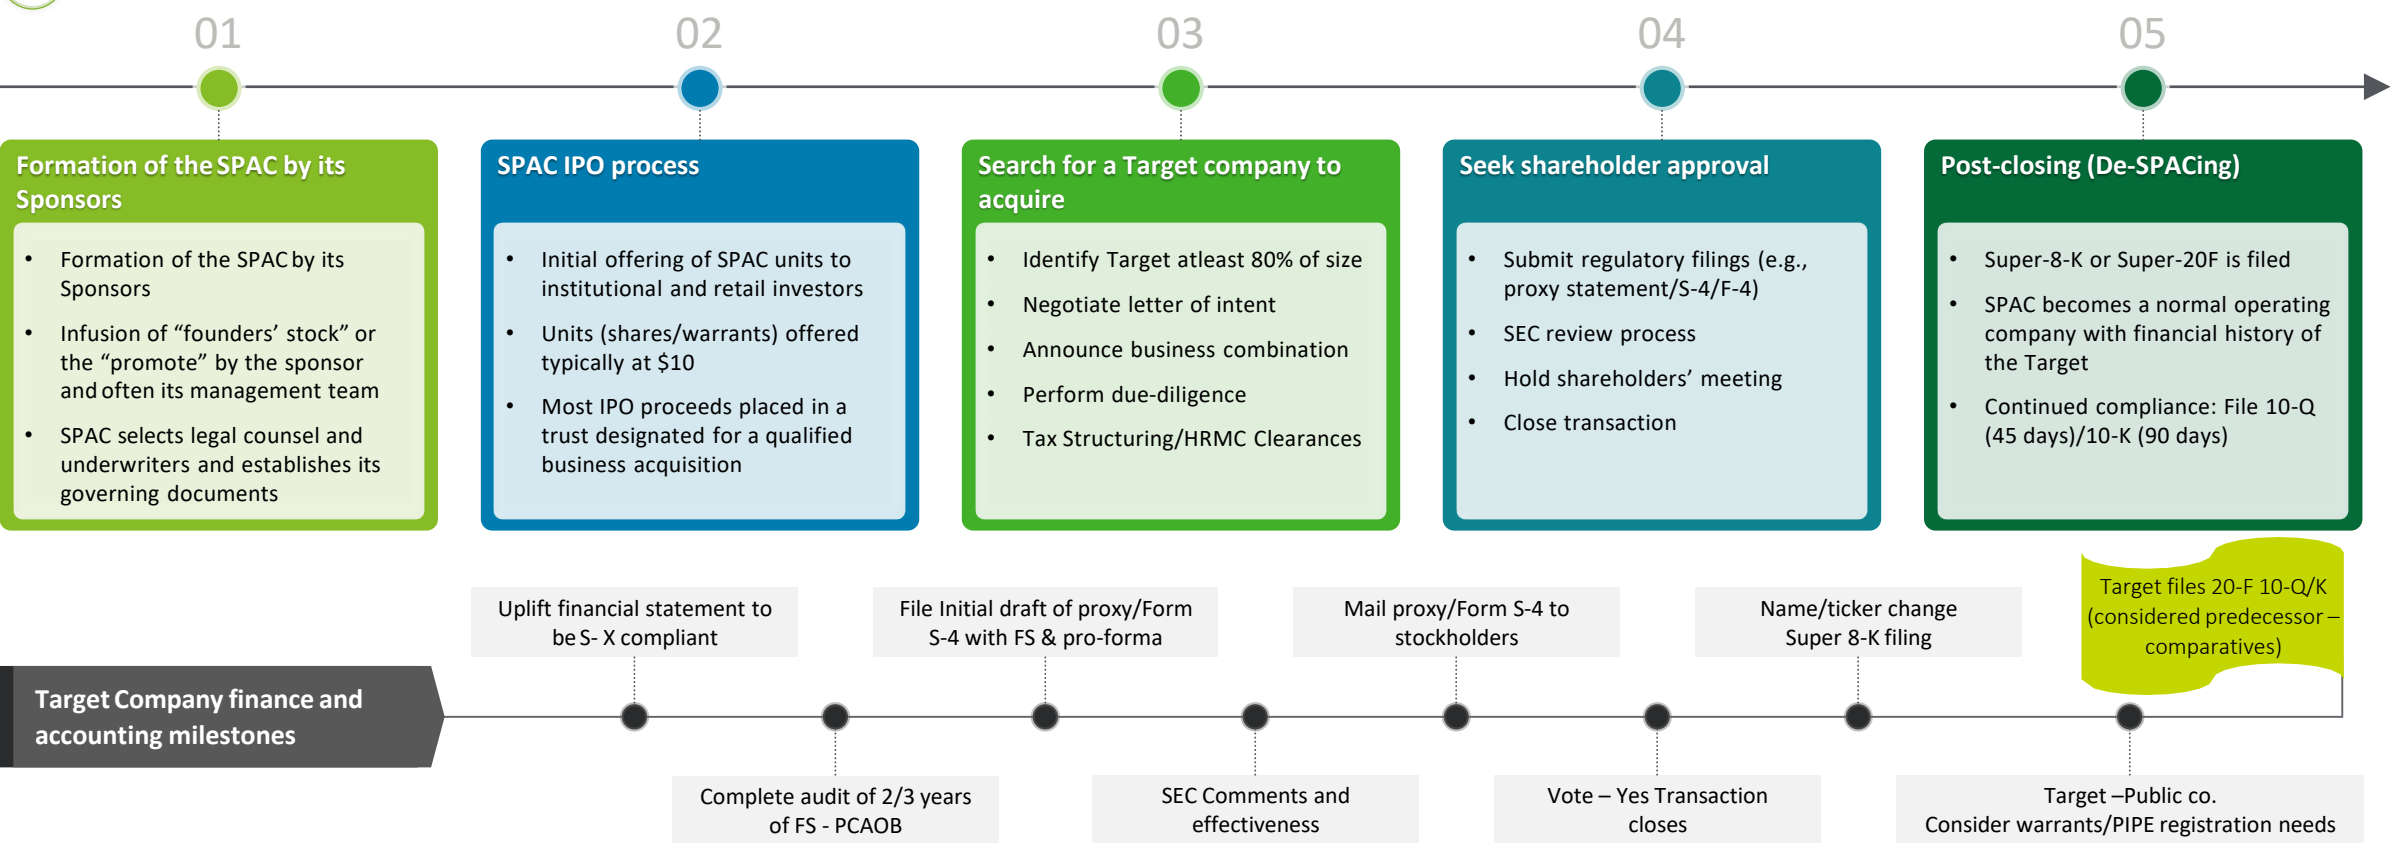 01
02
03
04
05
Formation of the SPAC by its
Sponsors
• Formation of the SPAC by its
Sponsors
• Infusion of “founders’ stock” or
the “promote” by the sponsor
and often its management team
• SPAC selects legal counsel and
underwriters and establishes its
governing documents
SPAC IPO process
• Initial offering of SPAC units to
institutional and retail investors
• Units (shares/warrants) offered
typically at $10
• Most IPO proceeds placed in a
trust designated for a qualified
business acquisition
Search for a Target company to
acquire
• Identify Target atleast 80% of size
• Negotiate letter of intent
• Announce business combination
• Perform due-diligence
• Tax Structuring/HRMC Clearances
Seek shareholder approval
• Submit regulatory filings (e.g.,
proxy statement/S-4/F-4)
• SEC review process
• Hold shareholders’ meeting
• Close transaction
Post-closing (De-SPACing)
• Super-8-K or Super-20F is filed
• SPAC becomes a normal operating
company with financial history of
the Target
• Continued compliance: File 10-Q
(45 days)/10-K (90 days)
Target Company finance and
accounting milestones
Uplift financial statement to
be S- X compliant
Complete audit of 2/3 years
of FS - PCAOB
File Initial draft of proxy/Form
S-4 with FS & pro-forma
SEC Comments and
effectiveness
Mail proxy/Form S-4 to
stockholders
Vote – Yes Transaction
closes
Name/ticker change
Super 8-K filing
Target –Public co.
Consider warrants/PIPE registration needs
Target files 20-F 10-Q/K
(considered predecessor –
comparatives)